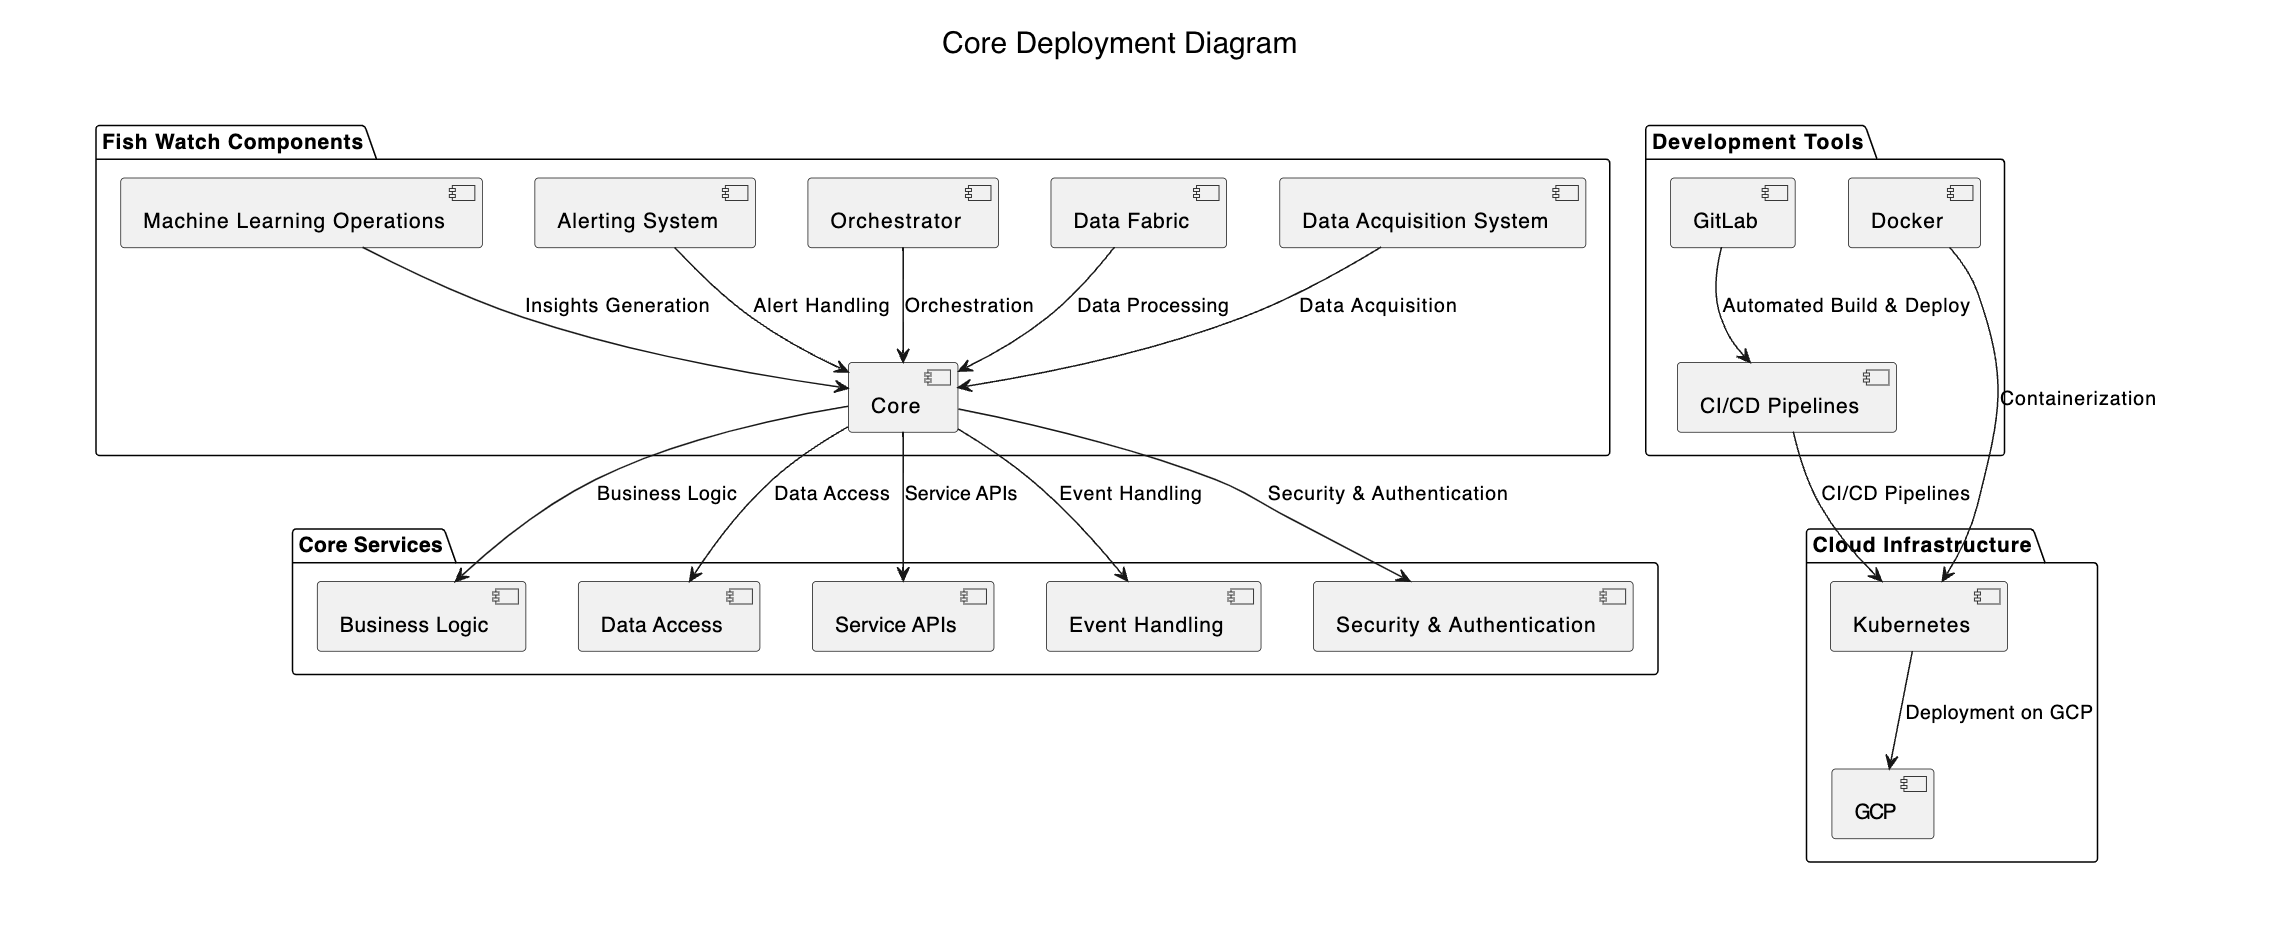 Core Deployment Diagram
Fish Watch Components
Development Tools
Machine Learning Operations
Alerting System
Orchestrator
Data Fabric
Data Acquisition System
GitLab
Docker
Insights Generation
Alert Handling
Orchestration
Data Processing
Data Acquisition
Automated Build & Deploy
Core
CI/CD Pipelines
Containerization
Business Logic
Data Access
Service APIs
Event Handling
Security & Authentication
CI/CD Pipelines
Core Services
Cloud Infrastructure
Business Logic
Data Access
Service APIs
Event Handling
Security & Authentication
Kubernetes
Deployment on GCP
GCP